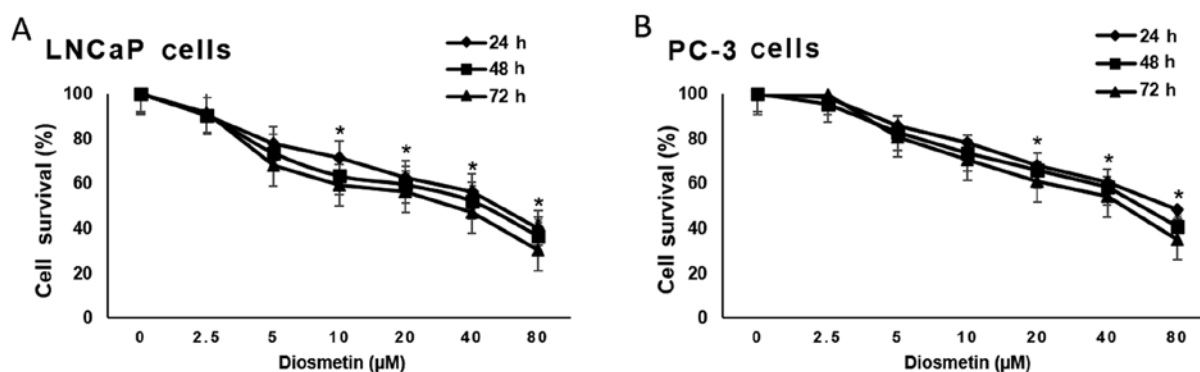 A
LNCaP cells
24 h
48 h
72 h
Cell survival (%)
100
80
60
40
20
0
* * * *
0 2.5 5 10 20 40 80
Diosmetin (µM)
B
PC-3 cells
24 h
48 h
72 h
Cell survival (%)
100
80
60
40
20
0
* * *
0 2.5 5 10 20 40 80
Diosmetin (µM)